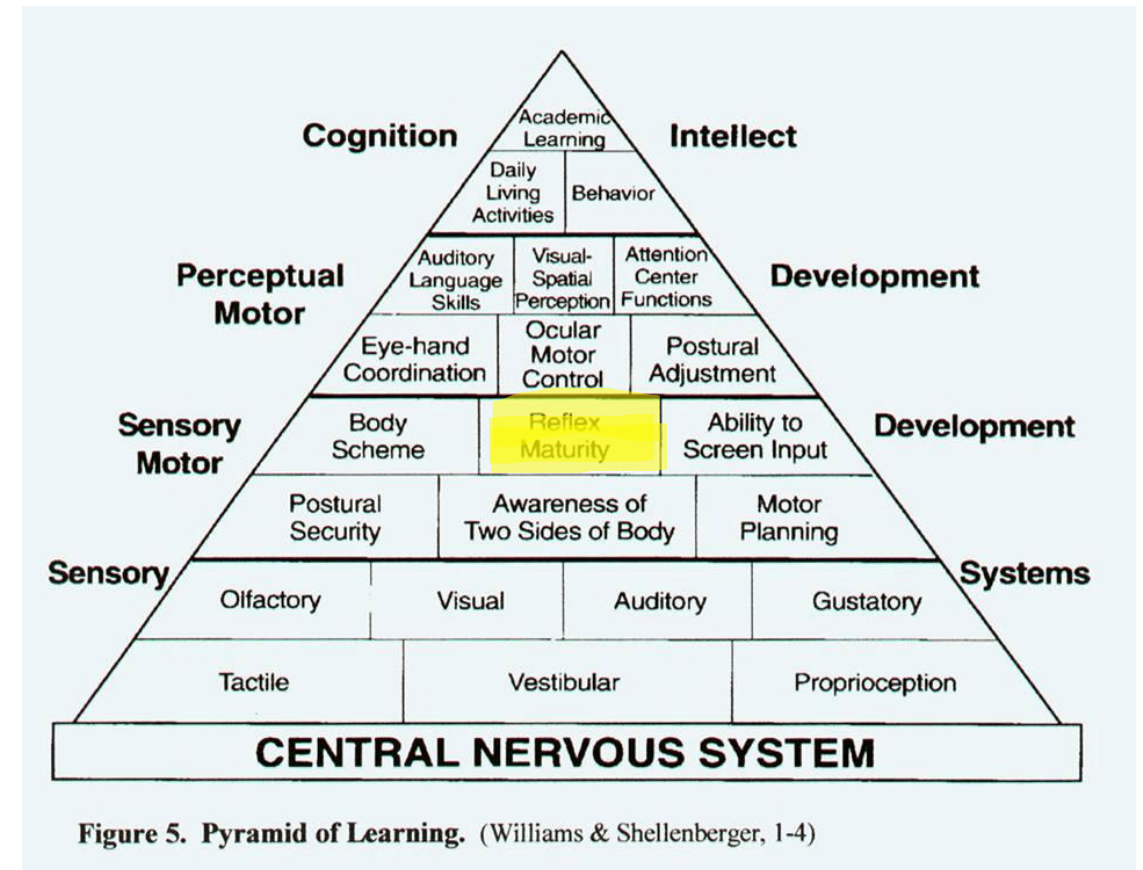 Academic
Learning
Cognition
Intellect
Daily
Living
Activities
Behavior
Auditory
Language
Skills
Visual-
Spatial
Perception
Attention
Center
Functions
Perceptual
Motor
Development
Eye-hand
Coordination
Ocular
Motor
Control
Postural
Adjustment
Sensory
Motor
Body
Scheme
Reflex
Maturity
Ability to
Screen Input
Development
Postural
Security
Awareness of
Two Sides of Body
Motor
Planning
Sensory
Systems
Olfactory
Visual
Auditory
Gustatory
Tactile
Vestibular
Proprioception
CENTRAL NERVOUS SYSTEM
Figure 5. Pyramid of Learning. (Williams & Shellenberger, 1-4)